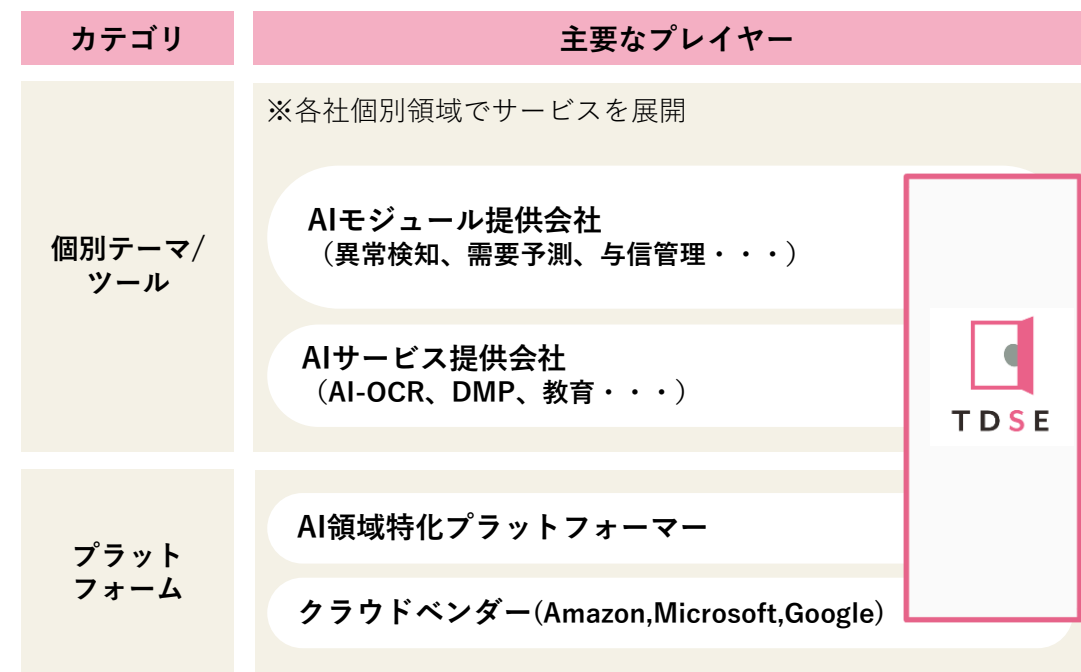 カテゴリ
主要なプレイヤー
※各社個別領域でサービスを展開
個別テーマ/
ツール
AIモジュール提供会社
（異常検知、需要予測、与信管理・・・）
AIサービス提供会社
（AI-OCR、DMP、教育・・・）
TDSE
プラット
フォーム
AI領域特化プラットフォーマー
クラウドベンダー(Amazon,Microsoft,Google)